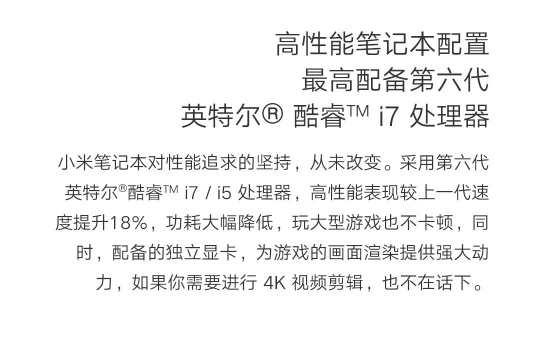 高性能笔记本配置
最高配备第六代
英特尔® 酷睿™ i7 处理器
小米笔记本对性能追求的坚持，从未改变。采用第六代
英特尔®酷睿™ i7 / i5 处理器，高性能表现较上一代速
度提升18%，功耗大幅降低，玩大型游戏也不卡顿，同
时，配备的独立显卡，为游戏的画面渲染提供强大动
力，如果你需要进行 4K 视频剪辑，也不在话下。